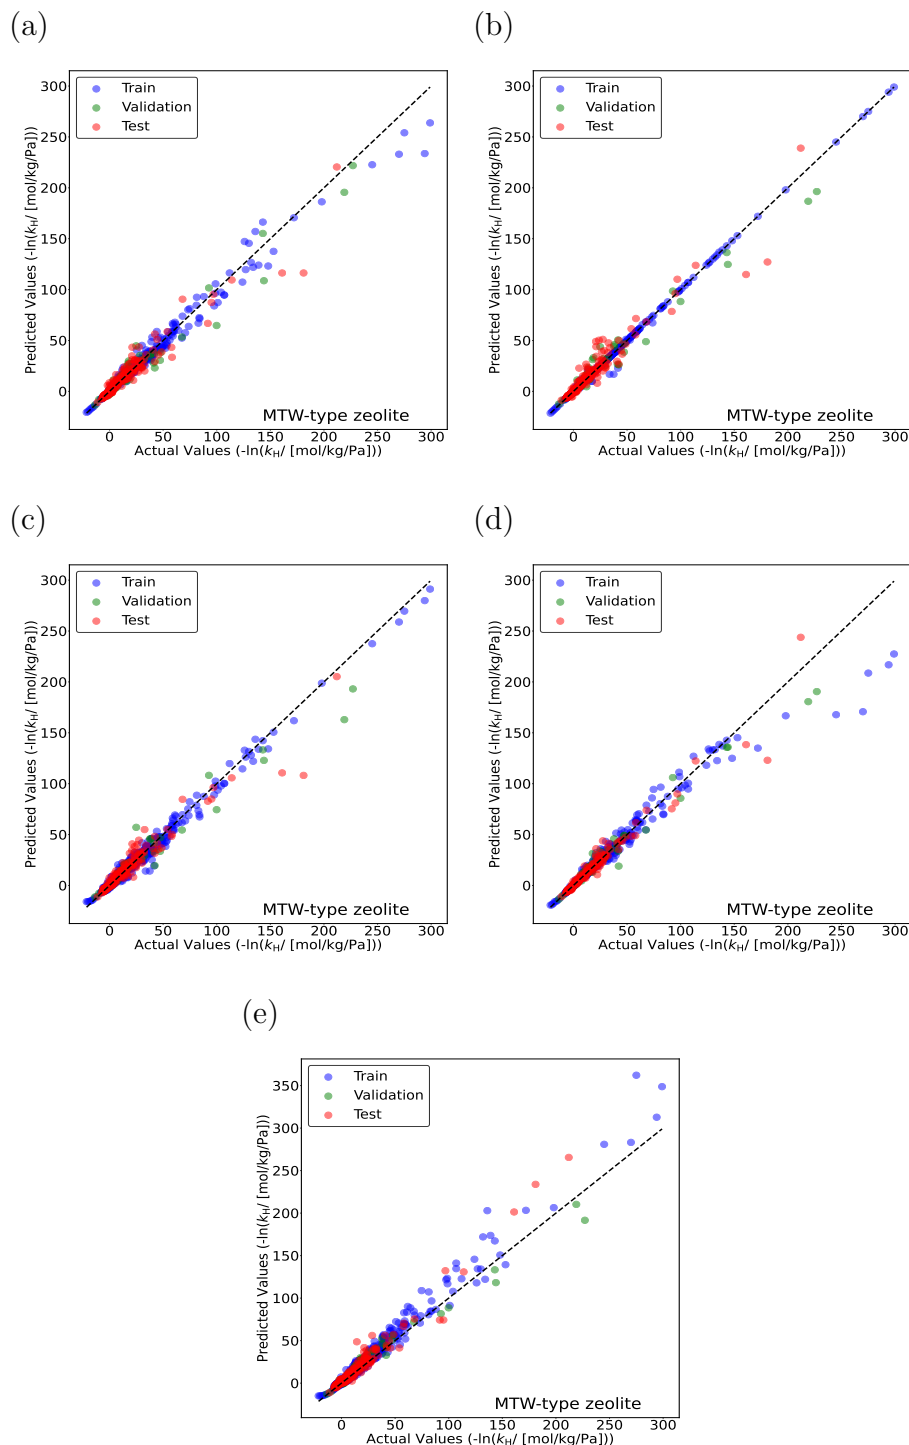 (a)
Predicted Values (-ln(kH/ [mol/kg/Pa]))
300
250
200
150
100
50
0
Train
Validation
Test
MTW-type zeolite
0 50 100 150 200 250 300
Actual Values (-ln(kH/ [mol/kg/Pa]))
(b)
Predicted Values (-ln(kH/ [mol/kg/Pa]))
300
250
200
150
100
50
0
Train
Validation
Test
MTW-type zeolite
0 50 100 150 200 250 300
Actual Values (-ln(kH/ [mol/kg/Pa]))
(c)
Predicted Values (-ln(kH/ [mol/kg/Pa]))
300
250
200
150
100
50
0
Train
Validation
Test
MTW-type zeolite
0 50 100 150 200 250 300
Actual Values (-ln(kH/ [mol/kg/Pa]))
(d)
Predicted Values (-ln(kH/ [mol/kg/Pa]))
300
250
200
150
100
50
0
Train
Validation
Test
MTW-type zeolite
0 50 100 150 200 250 300
Actual Values (-ln(kH/ [mol/kg/Pa]))
(e)
Predicted Values (-ln(kH/ [mol/kg/Pa]))
350
300
250
200
150
100
50
0
Train
Validation
Test
MTW-type zeolite
0 50 100 150 200 250 300
Actual Values (-ln(kH/ [mol/kg/Pa]))